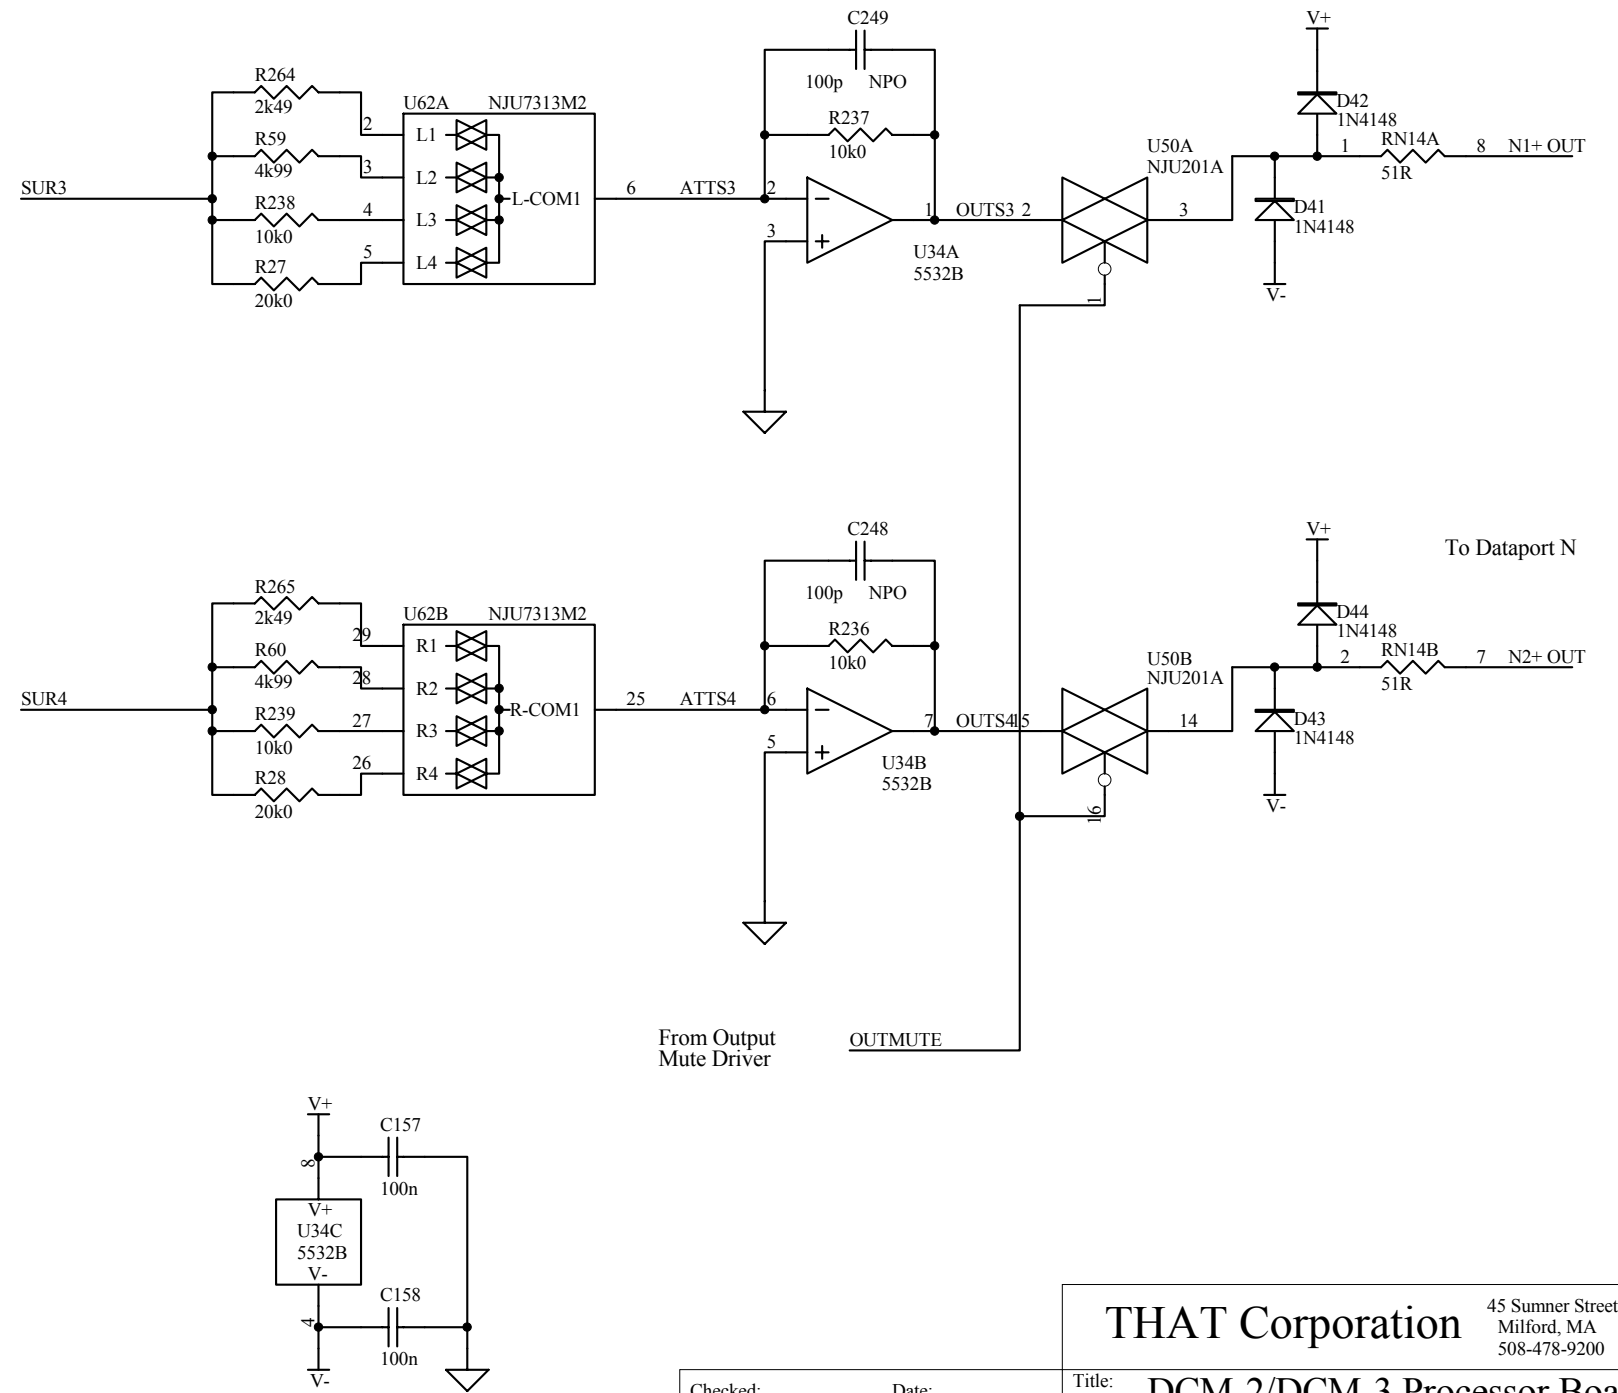 C249
100p NPO
R237
10k0
V+
D42
1N4148
R264
2k49
R59
4k99
R238
10k0
R27
20k0
SUR3
U62A NJU7313M2
2 L1
3 L2
4 L3
5 L4
L-COM1
6 ATTS3 2
3
1 OUTS3 2
U34A
5532B
U50A
NJU201A
3
1
D41
1N4148
V-
1 RN14A 8 N1+ OUT
51R
C248
100p NPO
R236
10k0
V+
To Dataport N
D44
1N4148
R265
2k49
R60
4k99
R239
10k0
R28
20k0
SUR4
U62B NJU7313M2
29 R1
28 R2
27 R3
26 R4
R-COM1
25 ATTS4 6
5
7 OUTS4 15
U34B
5532B
U50B
NJU201A
14
16
D43
1N4148
V-
2 RN14B 7 N2+ OUT
51R
From Output
Mute Driver
OUTMUTE
V+
C157
8
100n
V+
U34C
5532B
V-
C158
4
100n
V-
THAT Corporation
45 Sumner Street
Milford, MA
508-478-9200
Checked: Date:
Title: DCM-2/DCM-3 Processor Boa